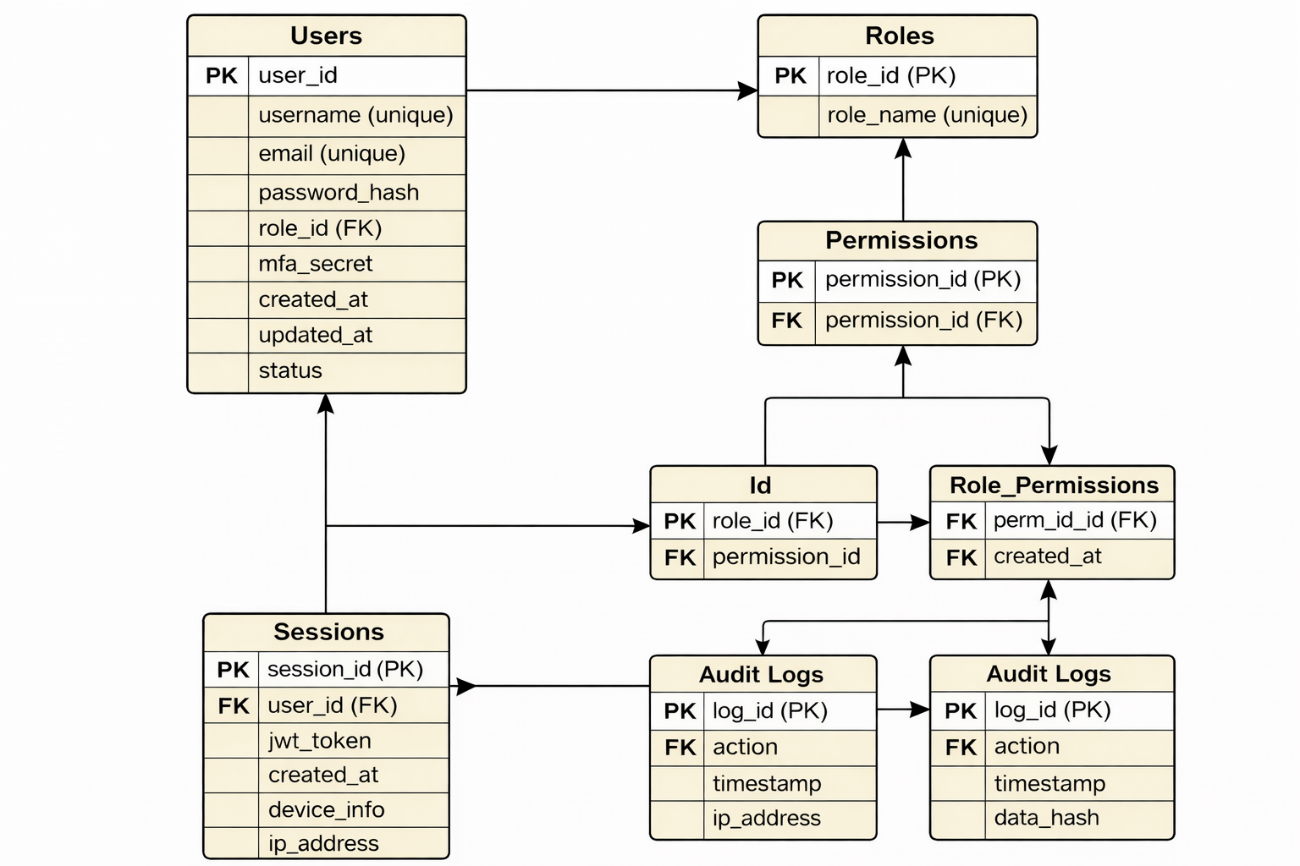 Users
PK user_id
username (unique)
email (unique)
password_hash
role_id (FK)
mfa_secret
created_at
updated_at
status
Roles
PK role_id (PK)
role_name (unique)
Permissions
PK permission_id (PK)
FK permission_id (FK)
Id
PK role_id (FK)
FK permission_id
Role_Permissions
FK perm_id_id (FK)
FK created_at
Sessions
PK session_id (PK)
FK user_id (FK)
jwt_token
created_at
device_info
ip_address
Audit Logs
PK log_id (PK)
FK action
timestamp
ip_address
Audit Logs
PK log_id (PK)
FK action
timestamp
data_hash